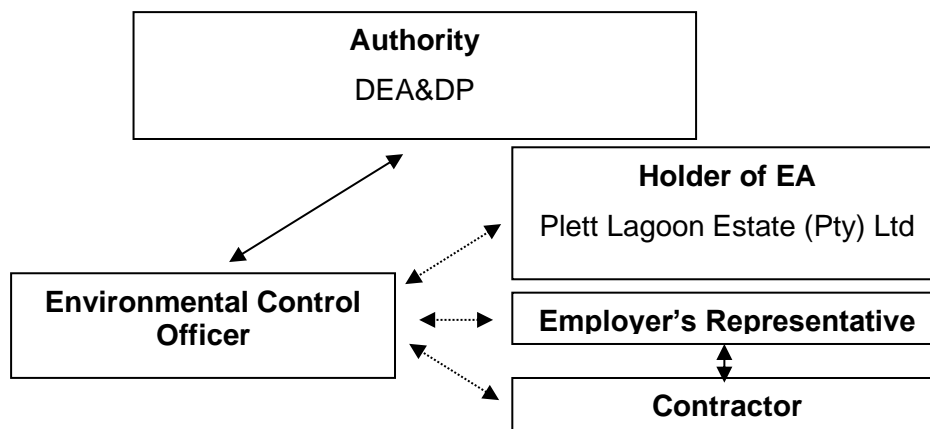 Authority
DEA&DP
Holder of EA
Plett Lagoon Estate (Pty) Ltd
Environmental Control
Officer
Employer's Representative
Contractor